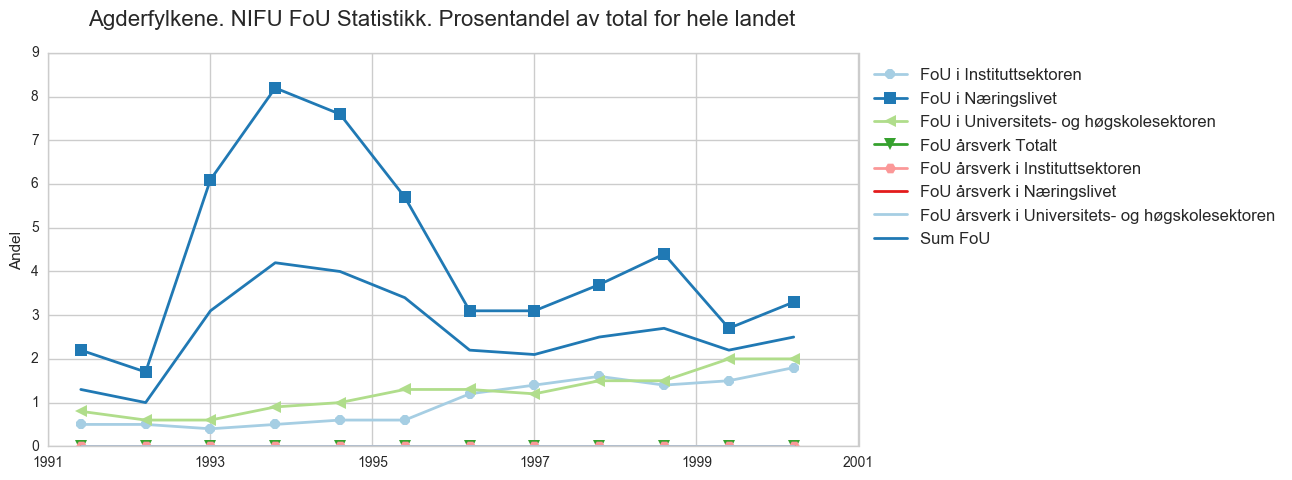 Agderfylkene. NIFU FoU Statistikk. Prosentandel av total for hele landet
9
8
7
6
5
4
3
2
1
0
Andel
1991
1993
1995
1997
1999
2001
FoU i Instituttsektoren
FoU i Næringslivet
FoU i Universitets- og høgskolesektoren
FoU årsverk Totalt
FoU årsverk i Instituttsektoren
FoU årsverk i Næringslivet
FoU årsverk i Universitets- og høgskolesektoren
Sum FoU